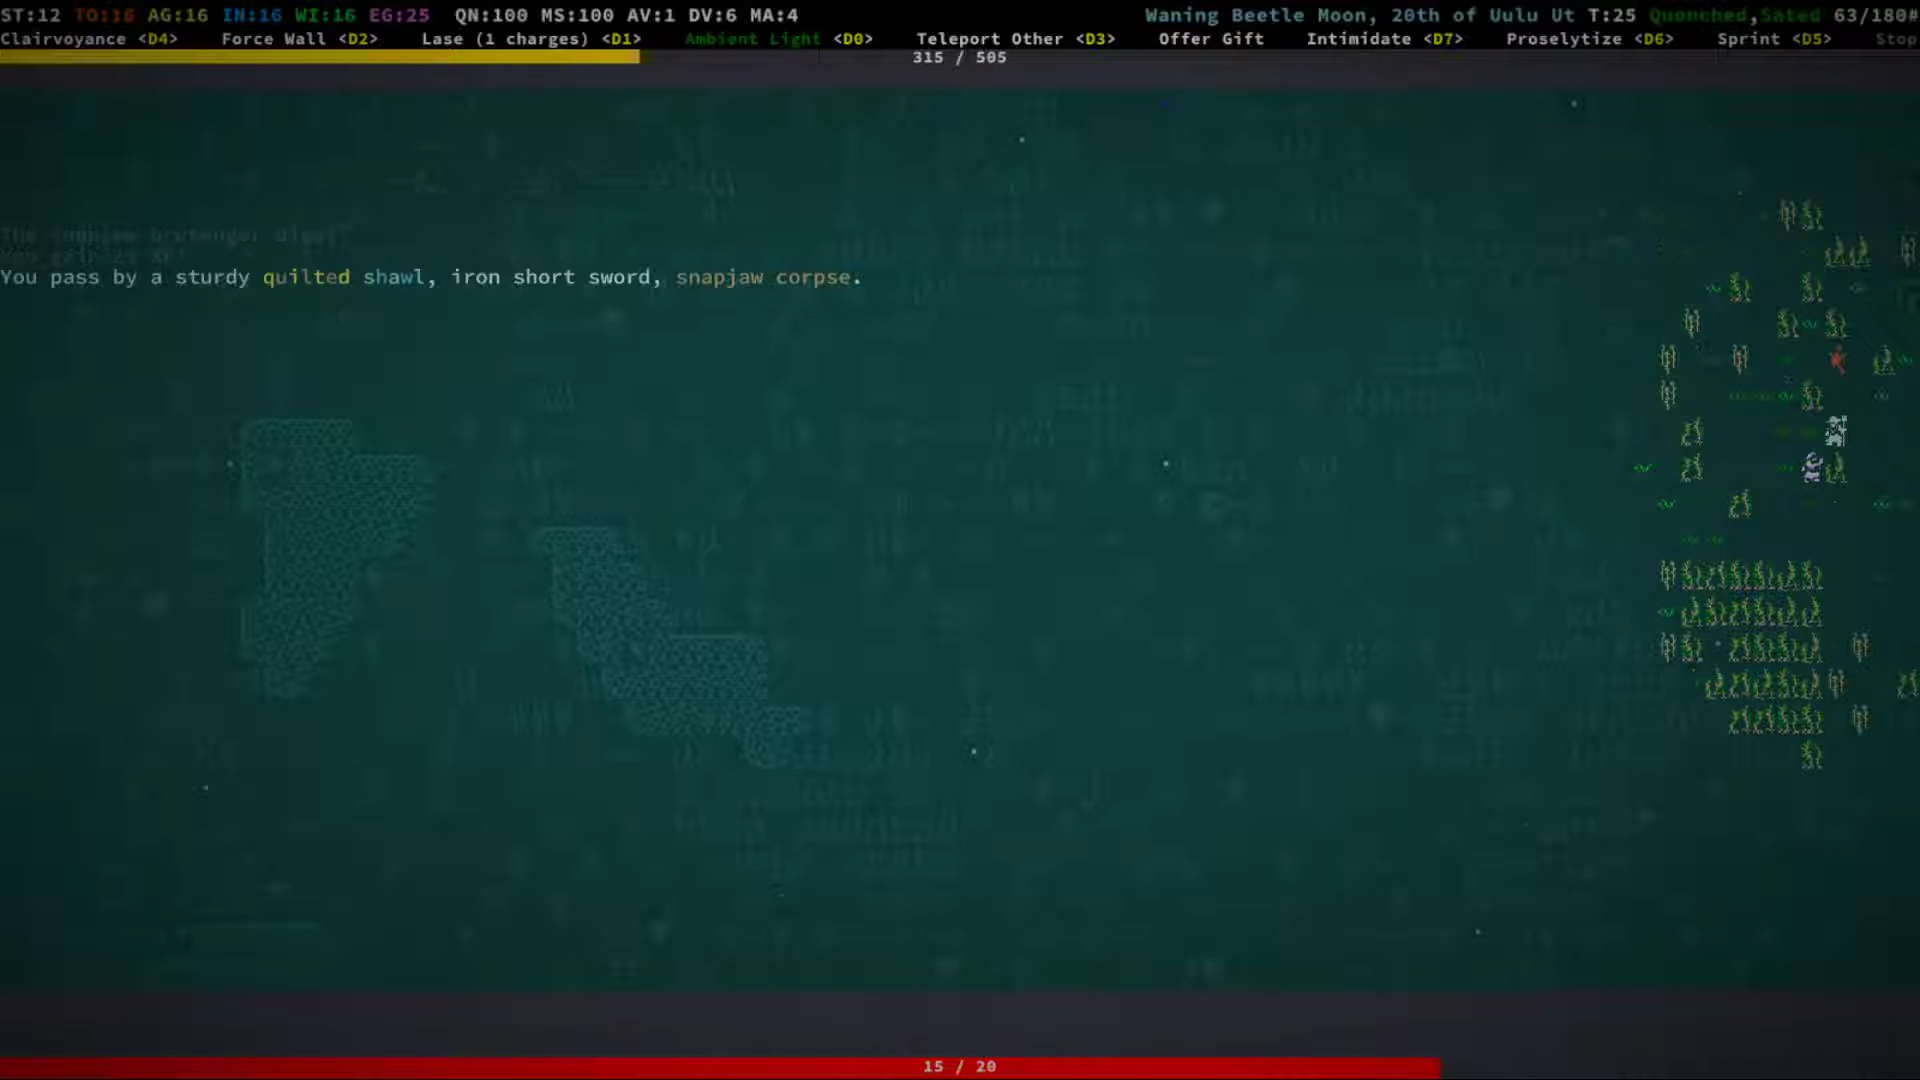 ST:12 TO:16 AG:16 IN:16 WI:16 EG:25 QN:100 MS:100 AV:1 DV:6 MA:4 Waning Beetle Moon, 20th of Uulu Ut T:25 Quenched,Sated 63/180#
Clairvoyance <D4> Force Wall <D2> Lase (1 charges) <D1> Ambient Light <D0> Teleport Other <D3> Offer Gift Intimidate <D7> Proselytize <D6> Sprint <D5> Stop
315 / 505
The snapjaw
You pass by a sturdy quilted shawl, iron short sword, snapjaw corpse.
15 / 20